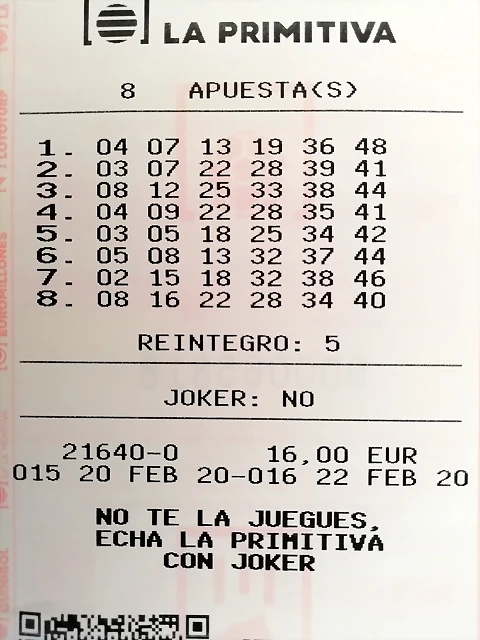 LA PRIMITIVA
8 APUESTA(S)
1. 04 07 13 19 36 48
2. 03 07 22 28 39 41
3. 08 12 25 33 38 44
4. 04 09 22 28 35 41
5. 03 05 18 25 34 42
6. 05 08 13 32 37 44
7. 02 15 18 32 38 46
8. 08 16 22 28 34 40
REINTEGRO: 5
JOKER: NO
21640-0 16,00 EUR
015 20 FEB 20-016 22 FEB 20
NO TE LA JUEGUES,
ECHA LA PRIMITIVA
CON JOKER
EUROMILLONES